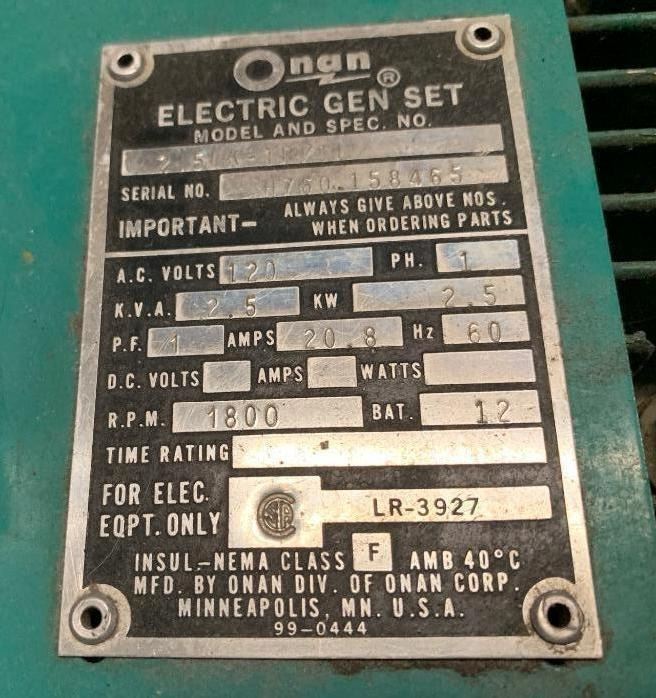 Onan ®
ELECTRIC GEN SET
MODEL AND SPEC. NO.
SERIAL NO. H760158465
IMPORTANT— ALWAYS GIVE ABOVE NOS.
WHEN ORDERING PARTS
A.C. VOLTS 120 PH. 1
K.V.A. 2.5 KW 2.5
P.F. 1 AMPS 20.8 Hz 60
D.C. VOLTS AMPS WATTS
R.P.M. 1800 BAT. 12
TIME RATING
FOR ELEC.
EQPT. ONLY
LR-3927
INSUL.-NEMA CLASS F AMB 40°C
MFD. BY ONAN DIV. OF ONAN CORP.
MINNEAPOLIS, MN. U.S.A.
99-0444